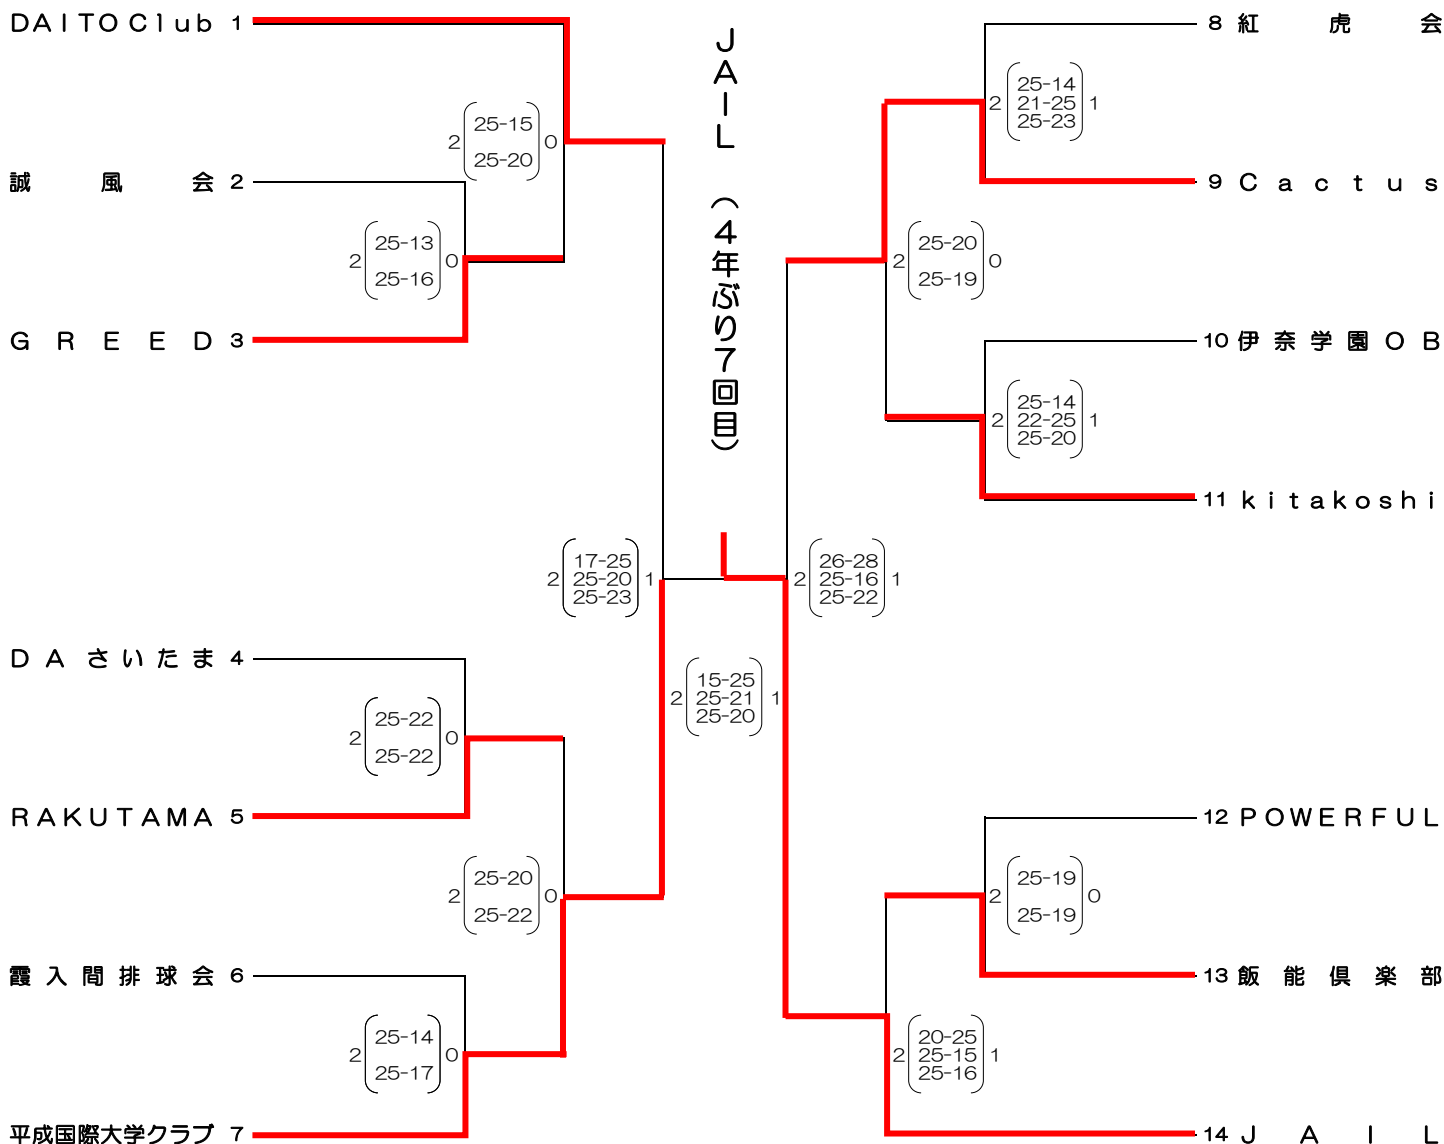 DAITO Club 1
2 25-15 0
25-20
誠風会 2
2 25-13 0
25-16
GREED 3
DAさいたま 4
2 25-22 0
25-22
RAKUTAMA 5
2 25-20 0
25-22
霞入間排球会 6
2 25-14 0
25-17
平成国際大学クラブ 7
17-25
2 25-20 1
25-23
JAIL（4年ぶり7回目）
15-25
2 25-21 1
25-20
26-28
2 25-16 1
25-22
8 紅虎会
25-14
2 21-25 1
25-23
9 Cactus
2 25-20 0
25-19
10 伊奈学園OB
25-14
2 22-25 1
25-20
11 kitakoshi
12 POWERFUL
2 25-19 0
25-19
13 飯能倶楽部
20-25
2 25-15 1
25-16
14 JAIL